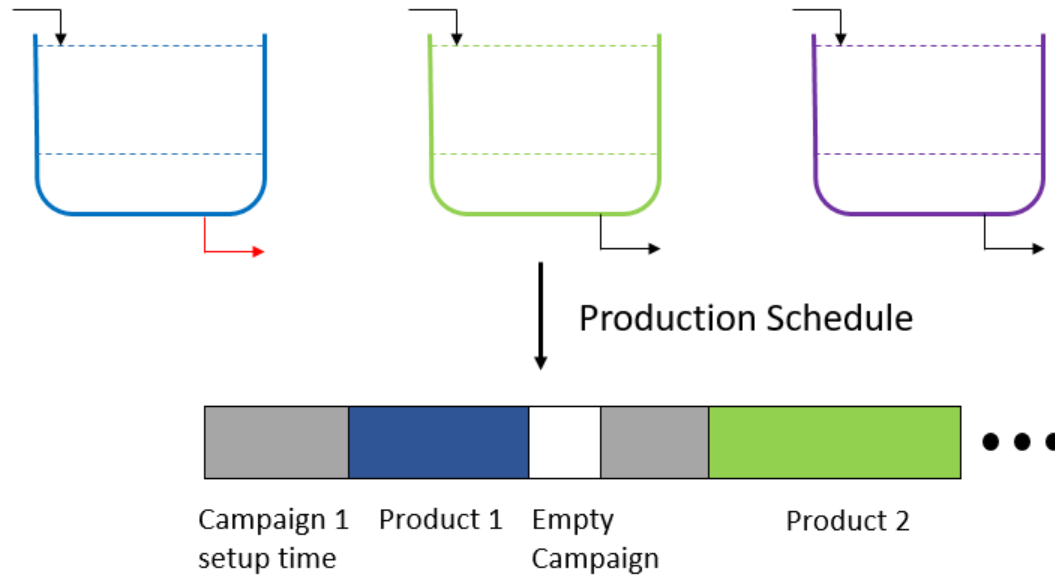 Production Schedule
Campaign 1
setup time
Product 1
Empty
Campaign
Product 2